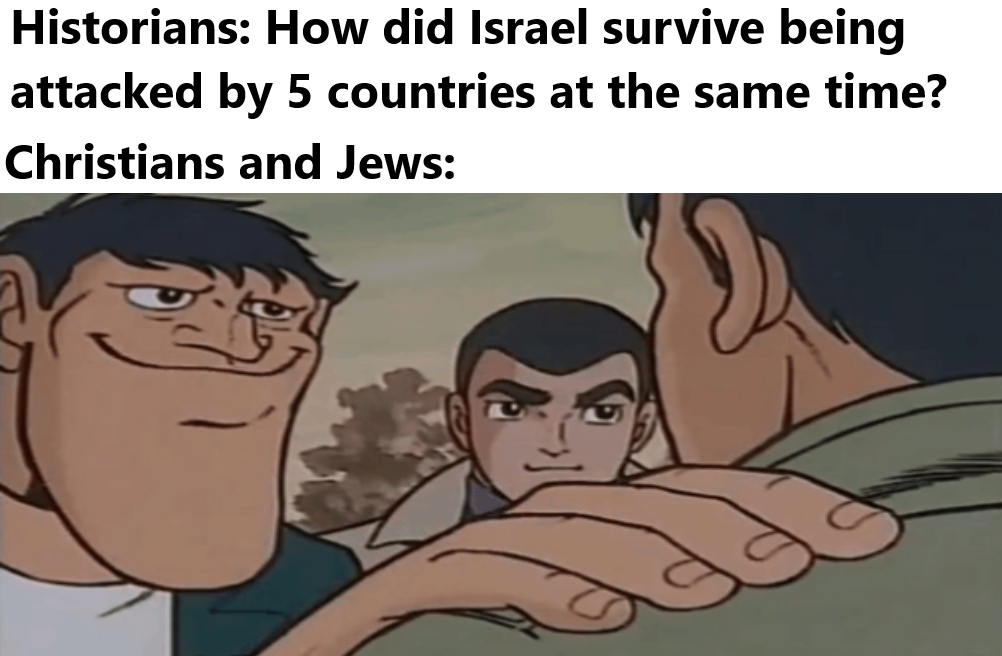 Historians: How did Israel survive being
attacked by 5 countries at the same time?
Christians and Jews: